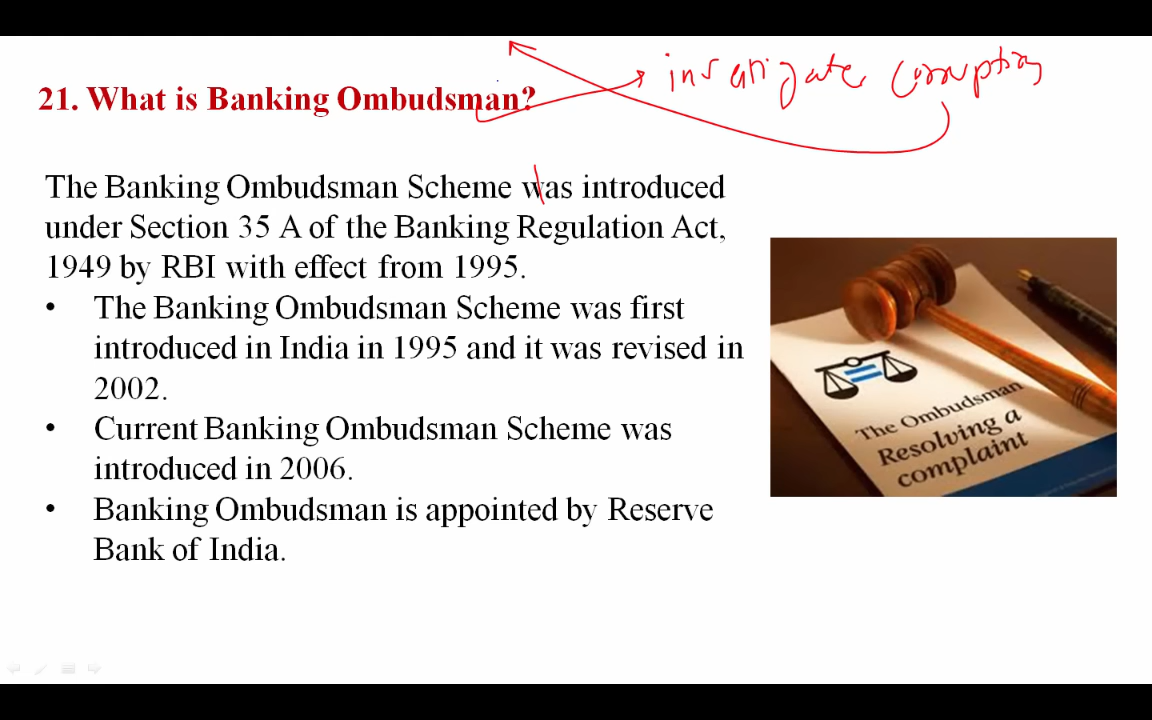 investigate corruption
21. What is Banking Ombudsman?
The Banking Ombudsman Scheme was introduced
under Section 35 A of the Banking Regulation Act,
1949 by RBI with effect from 1995.
• The Banking Ombudsman Scheme was first
introduced in India in 1995 and it was revised in
2002.
• Current Banking Ombudsman Scheme was
introduced in 2006.
• Banking Ombudsman is appointed by Reserve
Bank of India.
The Ombudsman
Resolving a
complaint